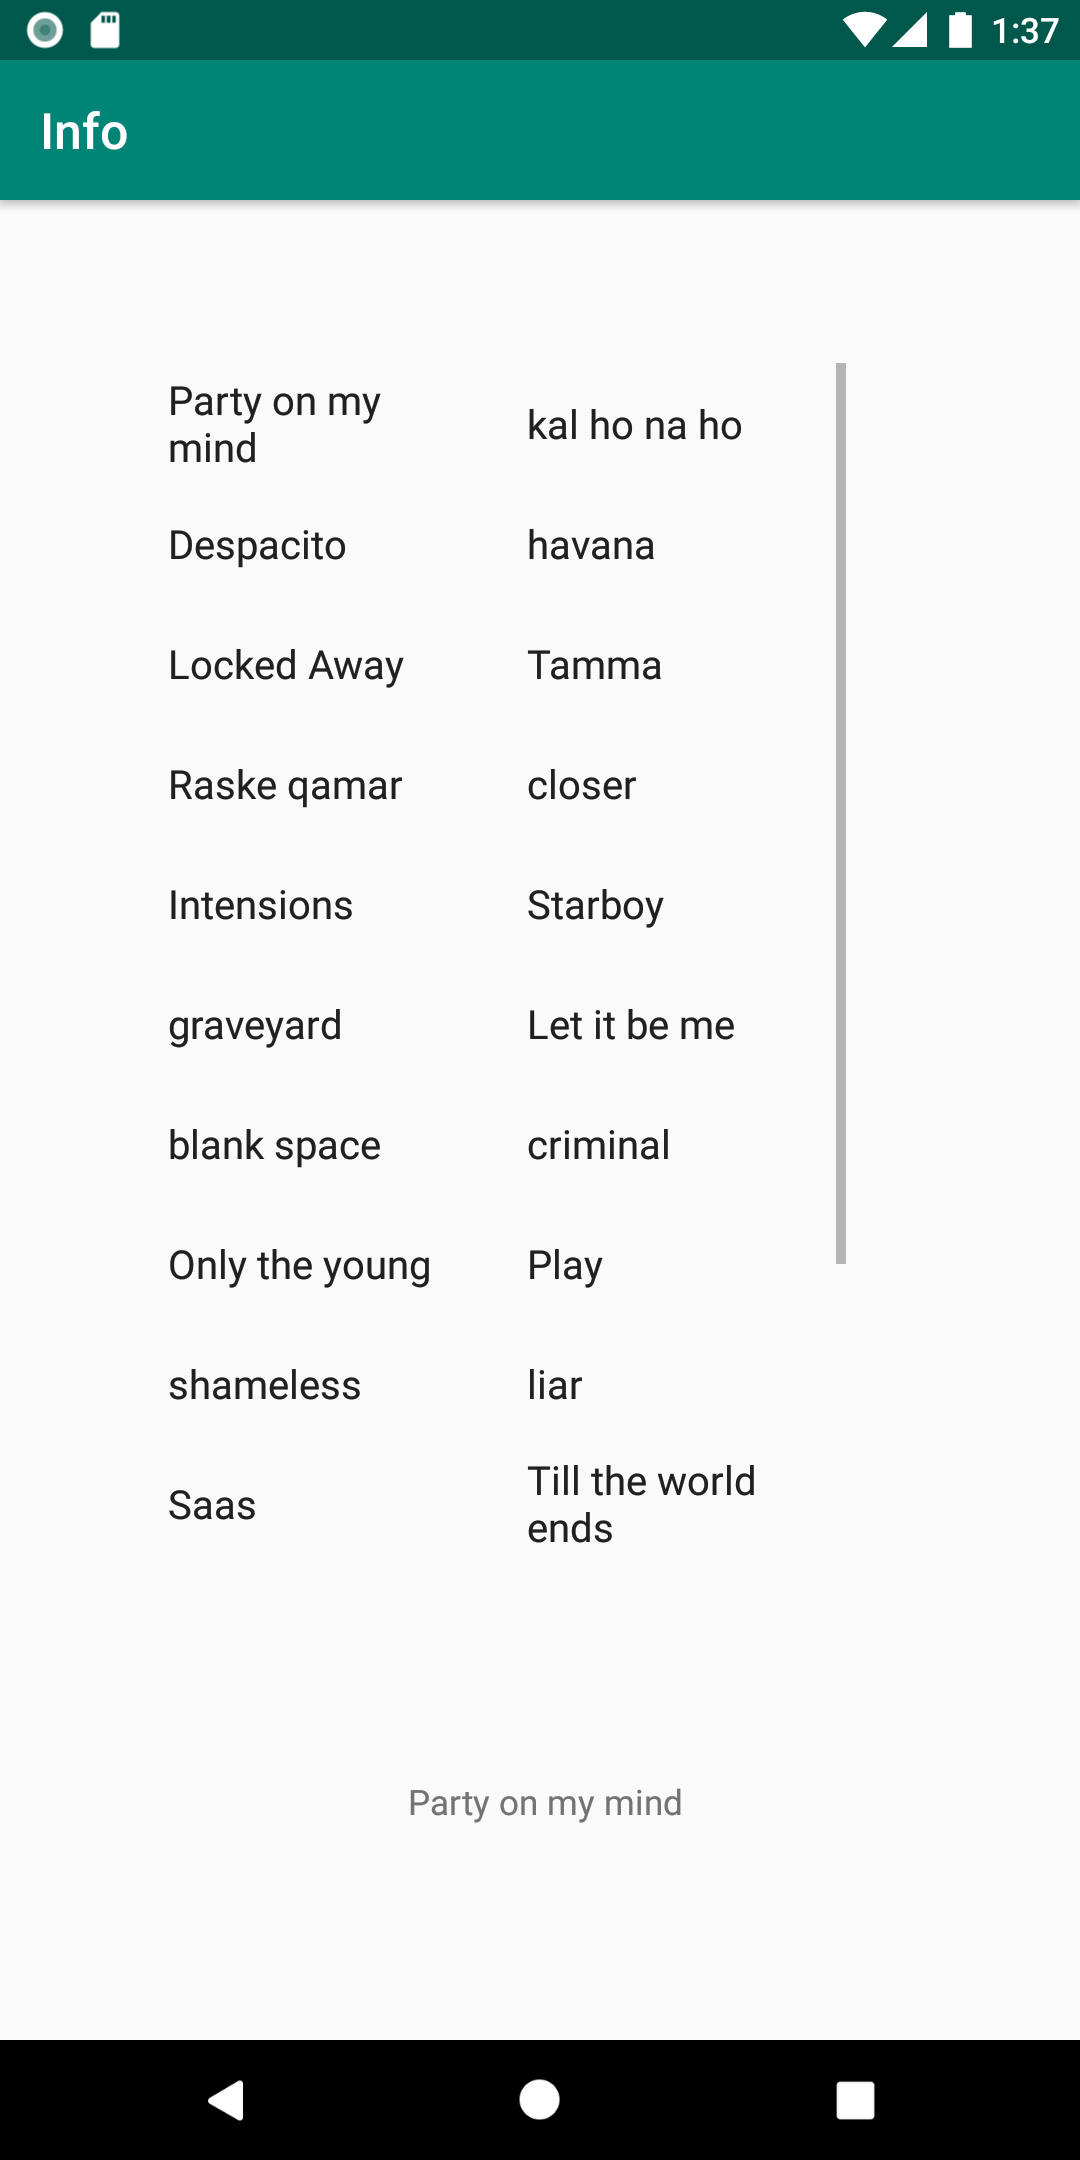 1:37
Info
Party on my
mind
kal ho na ho
Despacito
havana
Locked Away
Tamma
Raske qamar
closer
Intensions
Starboy
graveyard
Let it be me
blank space
criminal
Only the young
Play
shameless
liar
Saas
Till the world
ends
Party on my mind